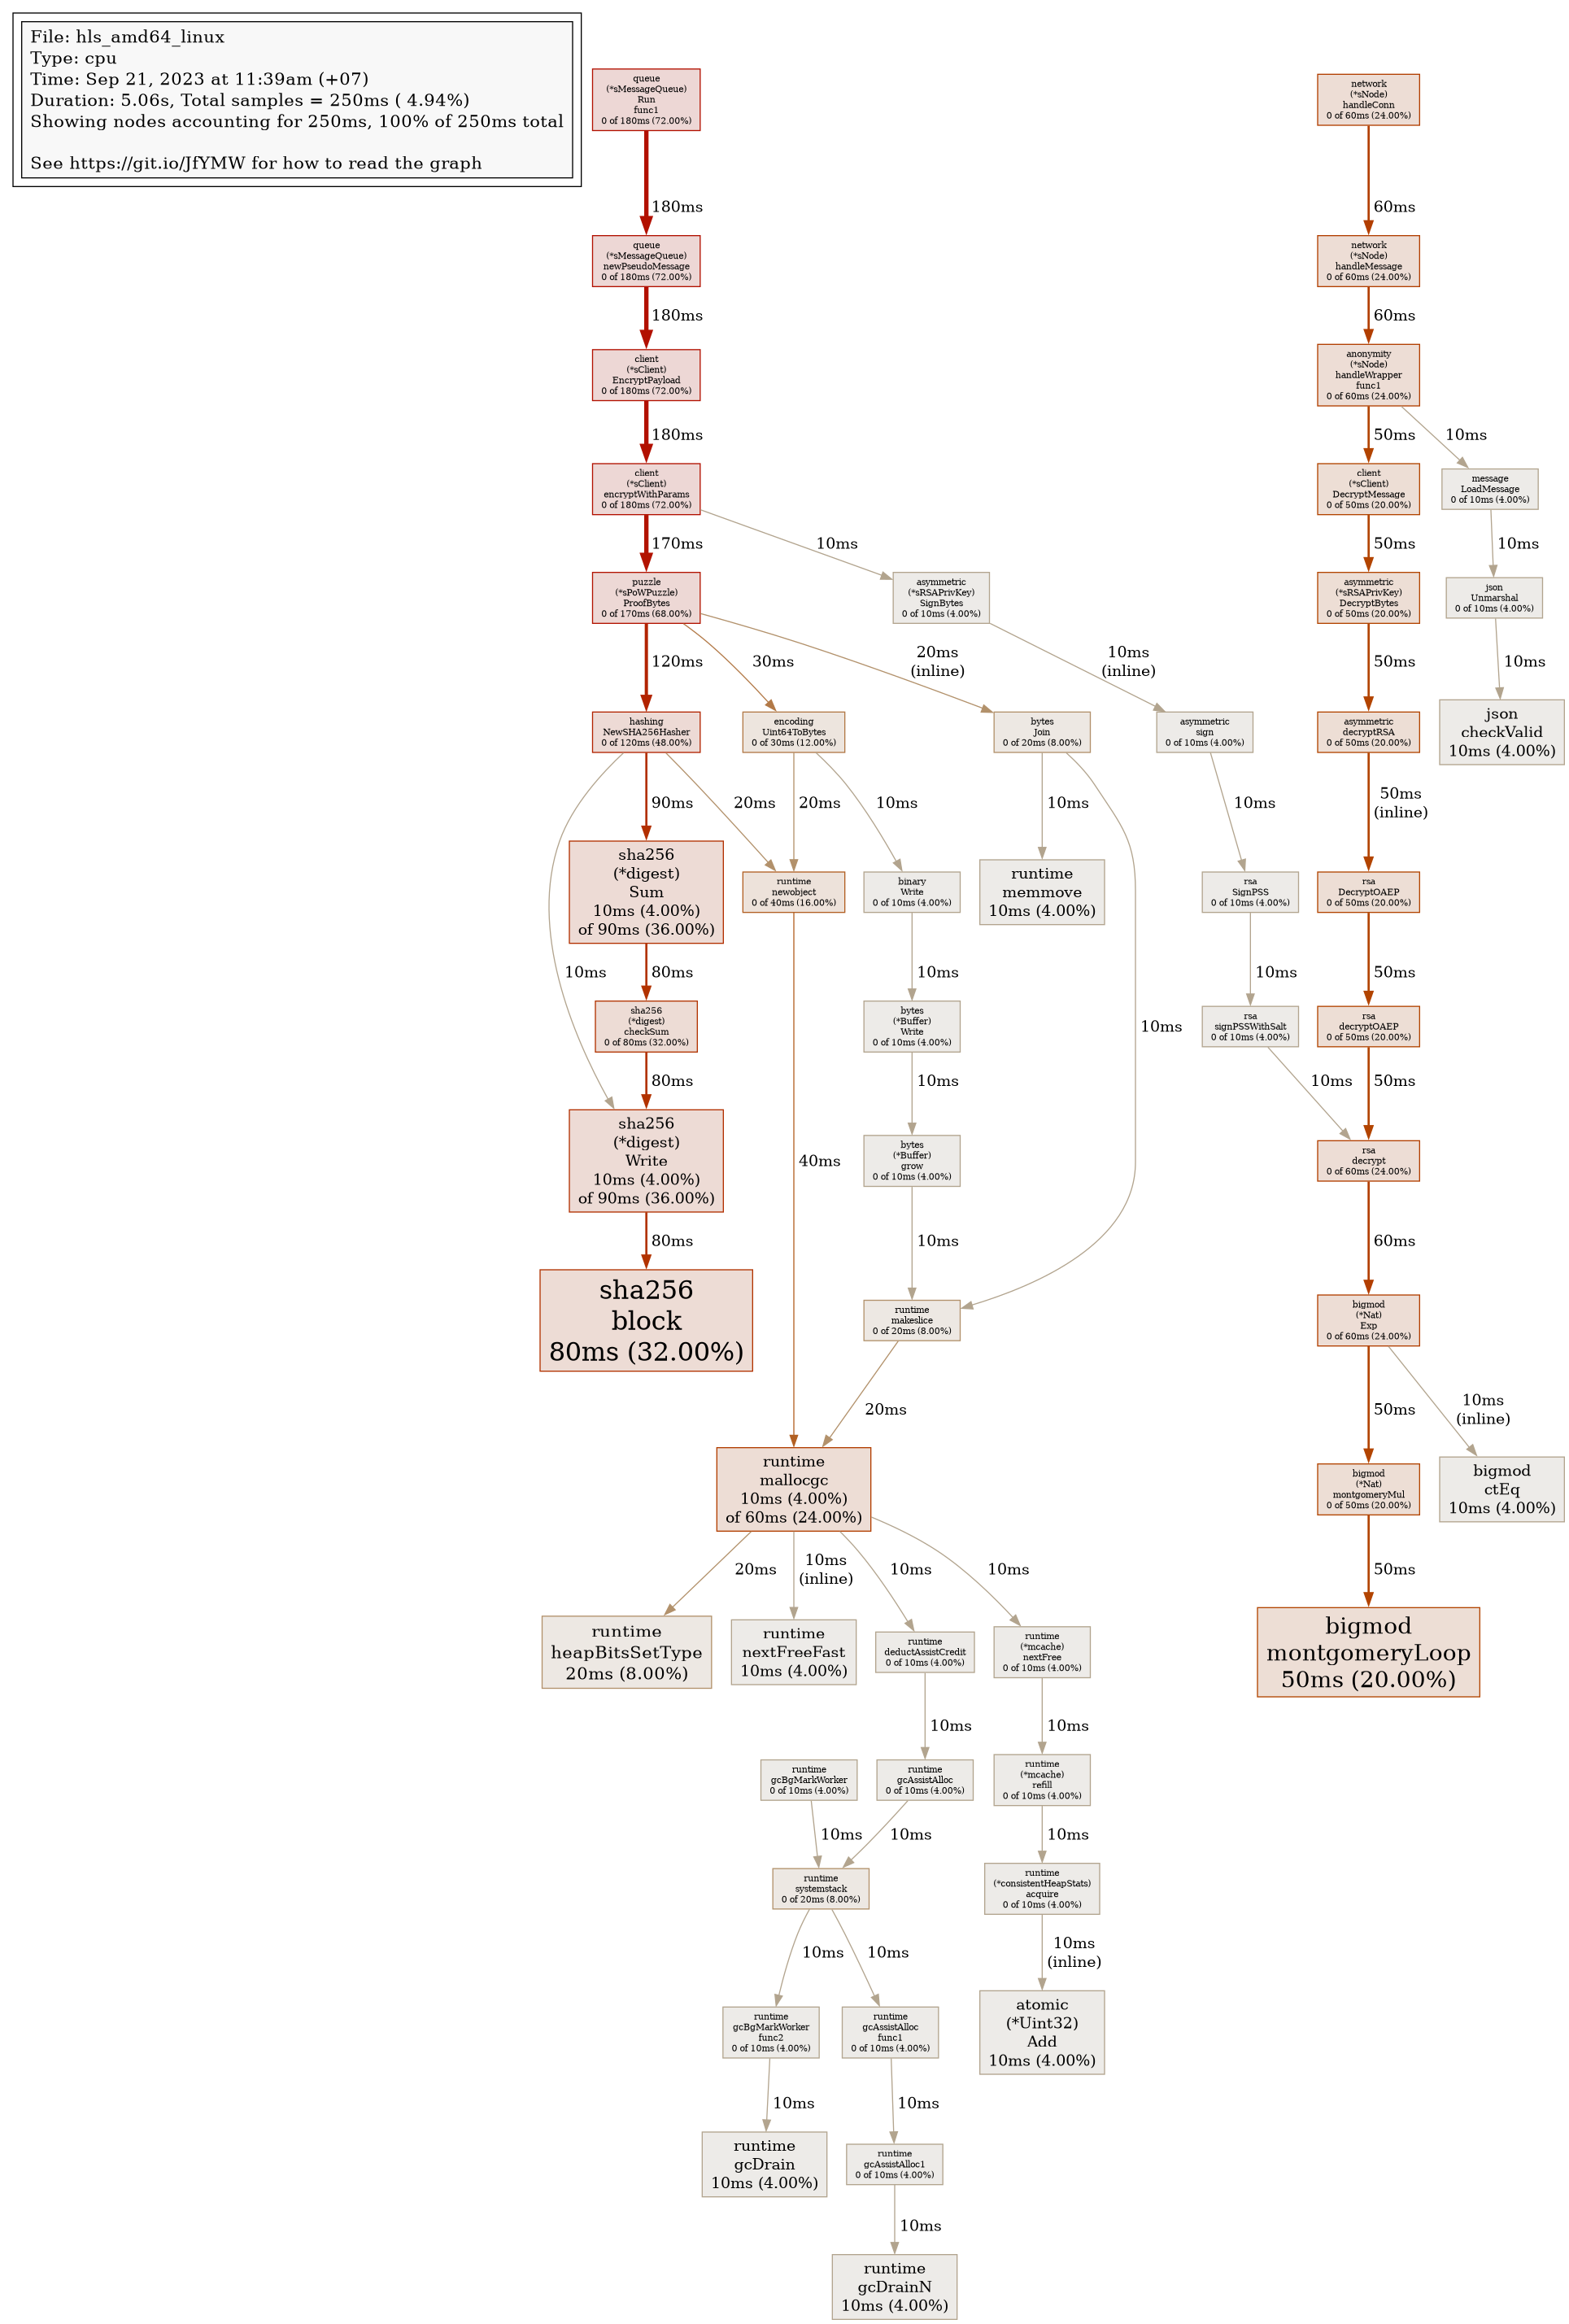 File: hls_amd64_linux
Type: cpu
Time: Sep 21, 2023 at 11:39am (+07)
Duration: 5.06s, Total samples = 250ms ( 4.94%)
Showing nodes accounting for 250ms, 100% of 250ms total
See https://git.io/JfYMW for how to read the graph
queue
(*sMessageQueue)
Run
func1
0 of 180ms (72.00%)
network
(*sNode)
handleConn
0 of 60ms (24.00%)
180ms
60ms
queue
(*sMessageQueue)
newPseudoMessage
0 of 180ms (72.00%)
network
(*sNode)
handleMessage
0 of 60ms (24.00%)
180ms
60ms
client
(*sClient)
EncryptPayload
0 of 180ms (72.00%)
anonymity
(*sNode)
handleWrapper
func1
0 of 60ms (24.00%)
180ms
50ms
10ms
client
(*sClient)
encryptWithParams
0 of 180ms (72.00%)
client
(*sClient)
DecryptMessage
0 of 50ms (20.00%)
message
LoadMessage
0 of 10ms (4.00%)
170ms
10ms
50ms
10ms
puzzle
(*sPoWPuzzle)
ProofBytes
0 of 170ms (68.00%)
asymmetric
(*sRSAPrivKey)
SignBytes
0 of 10ms (4.00%)
asymmetric
(*sRSAPrivKey)
DecryptBytes
0 of 50ms (20.00%)
json
Unmarshal
0 of 10ms (4.00%)
120ms
30ms
20ms
(inline)
10ms
(inline)
50ms
10ms
hashing
NewSHA256Hasher
0 of 120ms (48.00%)
encoding
Uint64ToBytes
0 of 30ms (12.00%)
bytes
Join
0 of 20ms (8.00%)
asymmetric
sign
0 of 10ms (4.00%)
asymmetric
decryptRSA
0 of 50ms (20.00%)
json
checkValid
10ms (4.00%)
90ms
20ms
20ms
10ms
10ms
10ms
50ms
(inline)
sha256
(*digest)
Sum
10ms (4.00%)
of 90ms (36.00%)
runtime
newobject
0 of 40ms (16.00%)
binary
Write
0 of 10ms (4.00%)
runtime
memmove
10ms (4.00%)
rsa
SignPSS
0 of 10ms (4.00%)
rsa
DecryptOAEP
0 of 50ms (20.00%)
10ms
80ms
10ms
10ms
50ms
sha256
(*digest)
checkSum
0 of 80ms (32.00%)
bytes
(*Buffer)
Write
0 of 10ms (4.00%)
10ms
rsa
signPSSWithSalt
0 of 10ms (4.00%)
rsa
decryptOAEP
0 of 50ms (20.00%)
80ms
10ms
10ms
50ms
sha256
(*digest)
Write
10ms (4.00%)
of 90ms (36.00%)
40ms
bytes
(*Buffer)
grow
0 of 10ms (4.00%)
rsa
decrypt
0 of 60ms (24.00%)
80ms
10ms
60ms
sha256
block
80ms (32.00%)
runtime
makeslice
0 of 20ms (8.00%)
bigmod
(*Nat)
Exp
0 of 60ms (24.00%)
20ms
50ms
10ms
(inline)
runtime
mallocgc
10ms (4.00%)
of 60ms (24.00%)
bigmod
(*Nat)
montgomeryMul
0 of 50ms (20.00%)
bigmod
ctEq
10ms (4.00%)
20ms
10ms
(inline)
10ms
10ms
50ms
runtime
heapBitsSetType
20ms (8.00%)
runtime
nextFreeFast
10ms (4.00%)
runtime
deductAssistCredit
0 of 10ms (4.00%)
runtime
(*mcache)
nextFree
0 of 10ms (4.00%)
bigmod
montgomeryLoop
50ms (20.00%)
10ms
10ms
runtime
gcBgMarkWorker
0 of 10ms (4.00%)
runtime
gcAssistAlloc
0 of 10ms (4.00%)
runtime
(*mcache)
refill
0 of 10ms (4.00%)
10ms
10ms
10ms
runtime
systemstack
0 of 20ms (8.00%)
runtime
(*consistentHeapStats)
acquire
0 of 10ms (4.00%)
10ms
10ms
10ms
(inline)
runtime
gcBgMarkWorker
func2
0 of 10ms (4.00%)
runtime
gcAssistAlloc
func1
0 of 10ms (4.00%)
atomic
(*Uint32)
Add
10ms (4.00%)
10ms
10ms
runtime
gcDrain
10ms (4.00%)
runtime
gcAssistAlloc1
0 of 10ms (4.00%)
10ms
runtime
gcDrainN
10ms (4.00%)